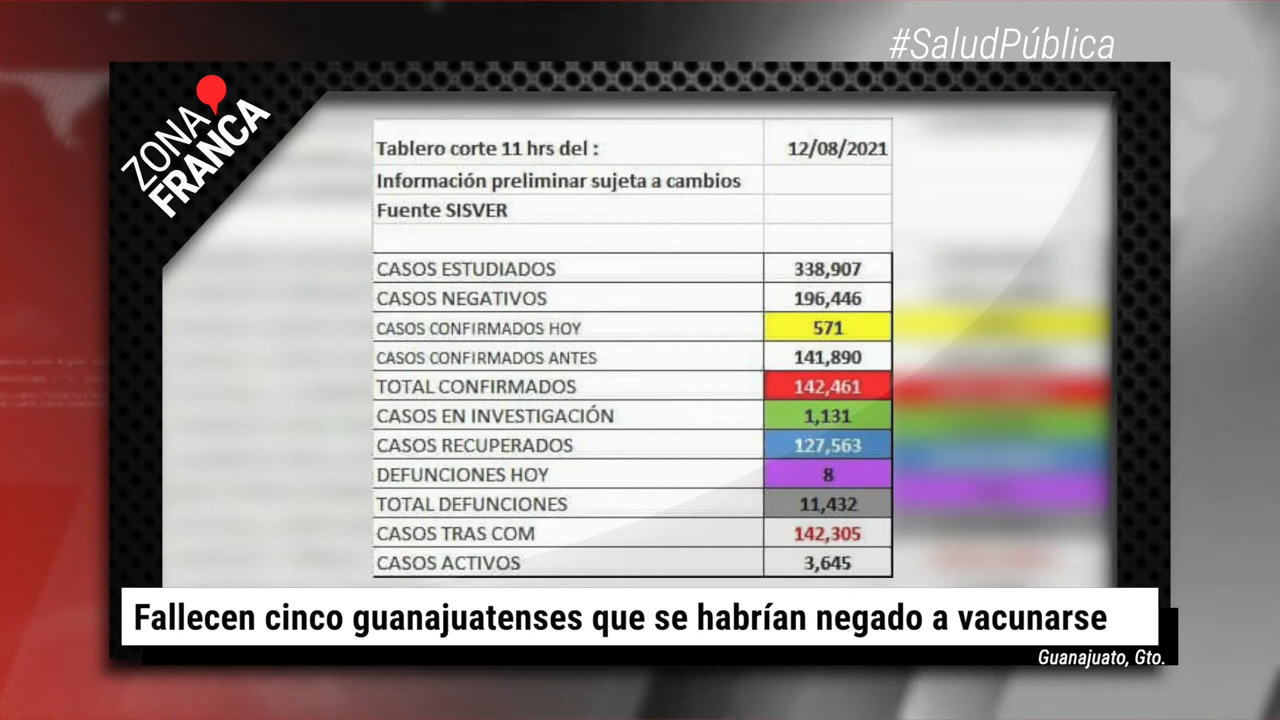 #SaludPública
ZONA
FRANCA
Tablero corte 11 hrs del : 12/08/2021
Información preliminar sujeta a cambios
Fuente SISVER
CASOS ESTUDIADOS 338,907
CASOS NEGATIVOS 196,446
CASOS CONFIRMADOS HOY 571
CASOS CONFIRMADOS ANTES 141,890
TOTAL CONFIRMADOS 142,461
CASOS EN INVESTIGACIÓN 1,131
CASOS RECUPERADOS 127,563
DEFUNCIONES HOY 8
TOTAL DEFUNCIONES 11,432
CASOS TRAS COM 142,305
CASOS ACTIVOS 3,645
Fallecen cinco guanajuatenses que se habrían negado a vacunarse
Guanajuato, Gto.